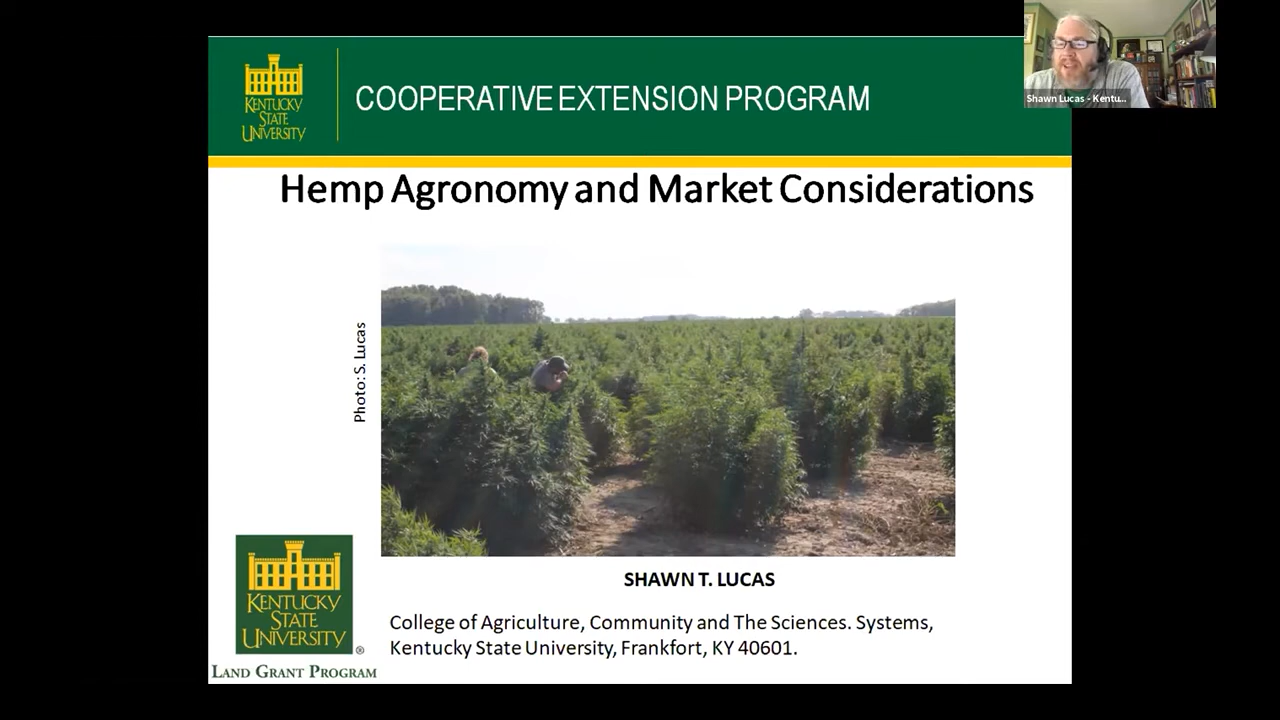 KENTUCKY
STATE
UNIVERSITY
COOPERATIVE EXTENSION PROGRAM
Shawn Lucas - Kentu...
Hemp Agronomy and Market Considerations
Photo: S. Lucas
KENTUCKY
STATE
UNIVERSITY®
LAND GRANT PROGRAM
SHAWN T. LUCAS
College of Agriculture, Community and The Sciences. Systems,
Kentucky State University, Frankfort, KY 40601.